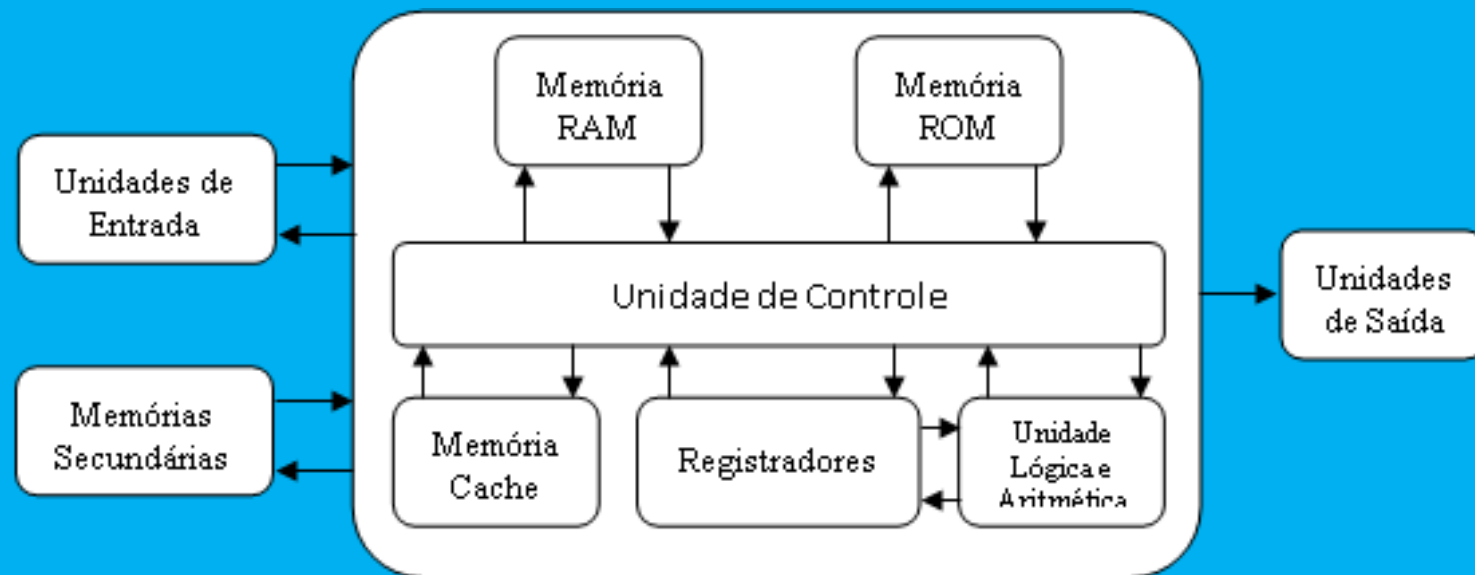 Memória
RAM
Memória
ROM
Unidades de
Entrada
Unidade de Controle
Unidades
de Saída
Memórias
Secundárias
Memória
Cache
Registradores
Unidade
Lógica e
Aritmética